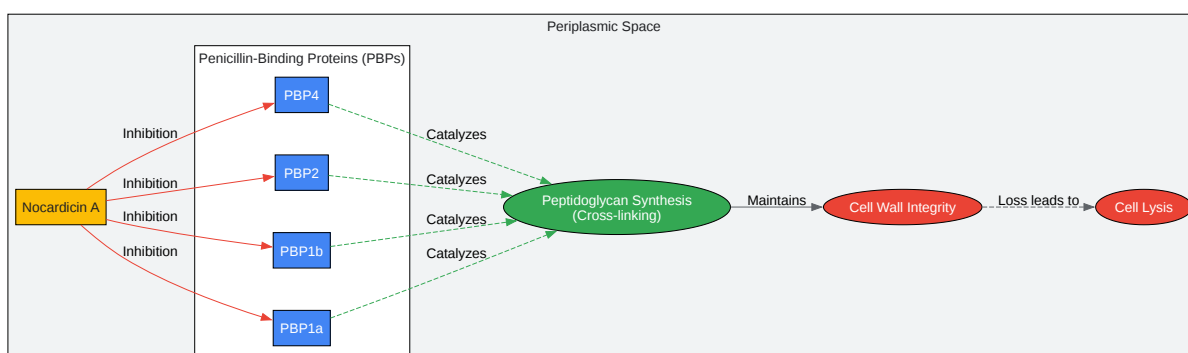 Periplasmic Space
Penicillin-Binding Proteins (PBPs)
PBP4
Inhibition
Catalyzes
PBP2
Inhibition
Catalyzes
Nocardicin A
Peptidoglycan Synthesis
(Cross-linking)
Maintains
Cell Wall Integrity
Loss leads to
Cell Lysis
Inhibition
Catalyzes
PBP1b
Inhibition
Catalyzes
PBP1a